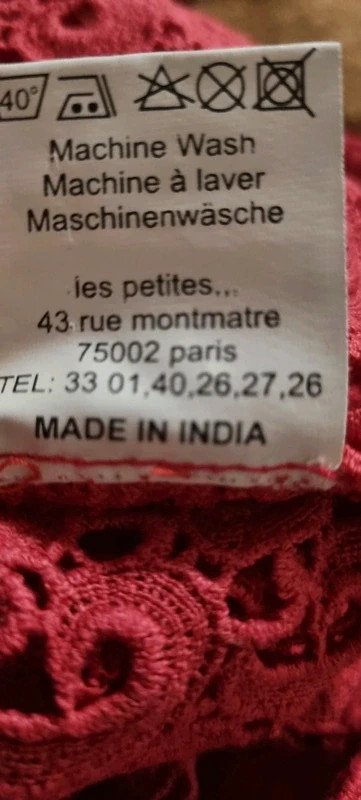 40°
Machine Wash
Machine à laver
Maschinenwäsche
les petites...
43 rue montmatre
75002 paris
TEL: 33 01,40,26,27,26
MADE IN INDIA